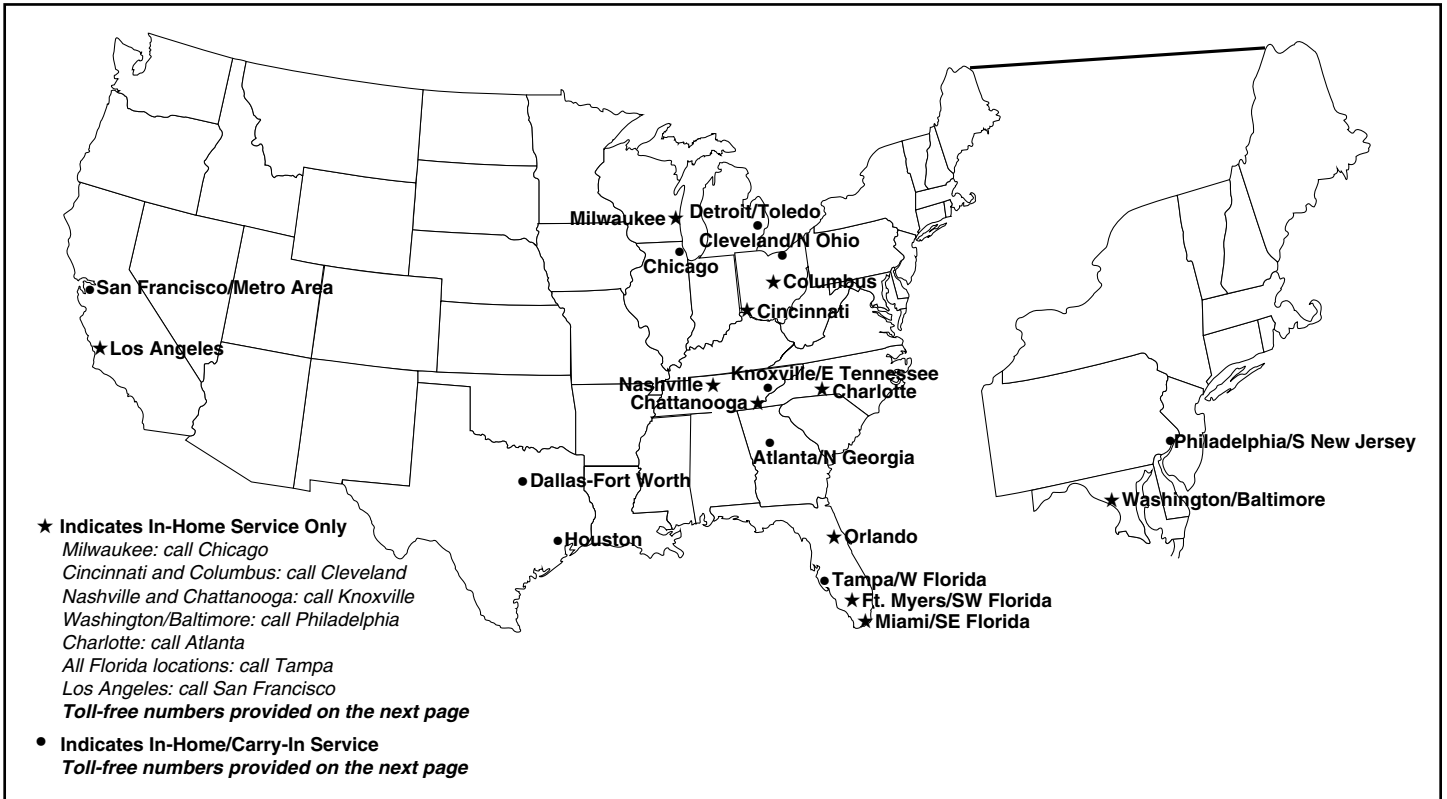 Milwaukee ★
Detroit/Toledo
Cleveland/N Ohio
Chicago
★ Columbus
San Francisco/Metro Area
★ Cincinnati
★ Los Angeles
Knoxville/E Tennessee
Nashville ★
★ Charlotte
Chattanooga ★
Philadelphia/S New Jersey
Atlanta/N Georgia
• Dallas-Fort Worth
★ Washington/Baltimore
• Houston
★ Orlando
Tampa/W Florida
★ Ft. Myers/SW Florida
★ Miami/SE Florida
★ Indicates In-Home Service Only
Milwaukee: call Chicago
Cincinnati and Columbus: call Cleveland
Nashville and Chattanooga: call Knoxville
Washington/Baltimore: call Philadelphia
Charlotte: call Atlanta
All Florida locations: call Tampa
Los Angeles: call San Francisco
Toll-free numbers provided on the next page
• Indicates In-Home/Carry-In Service
Toll-free numbers provided on the next page